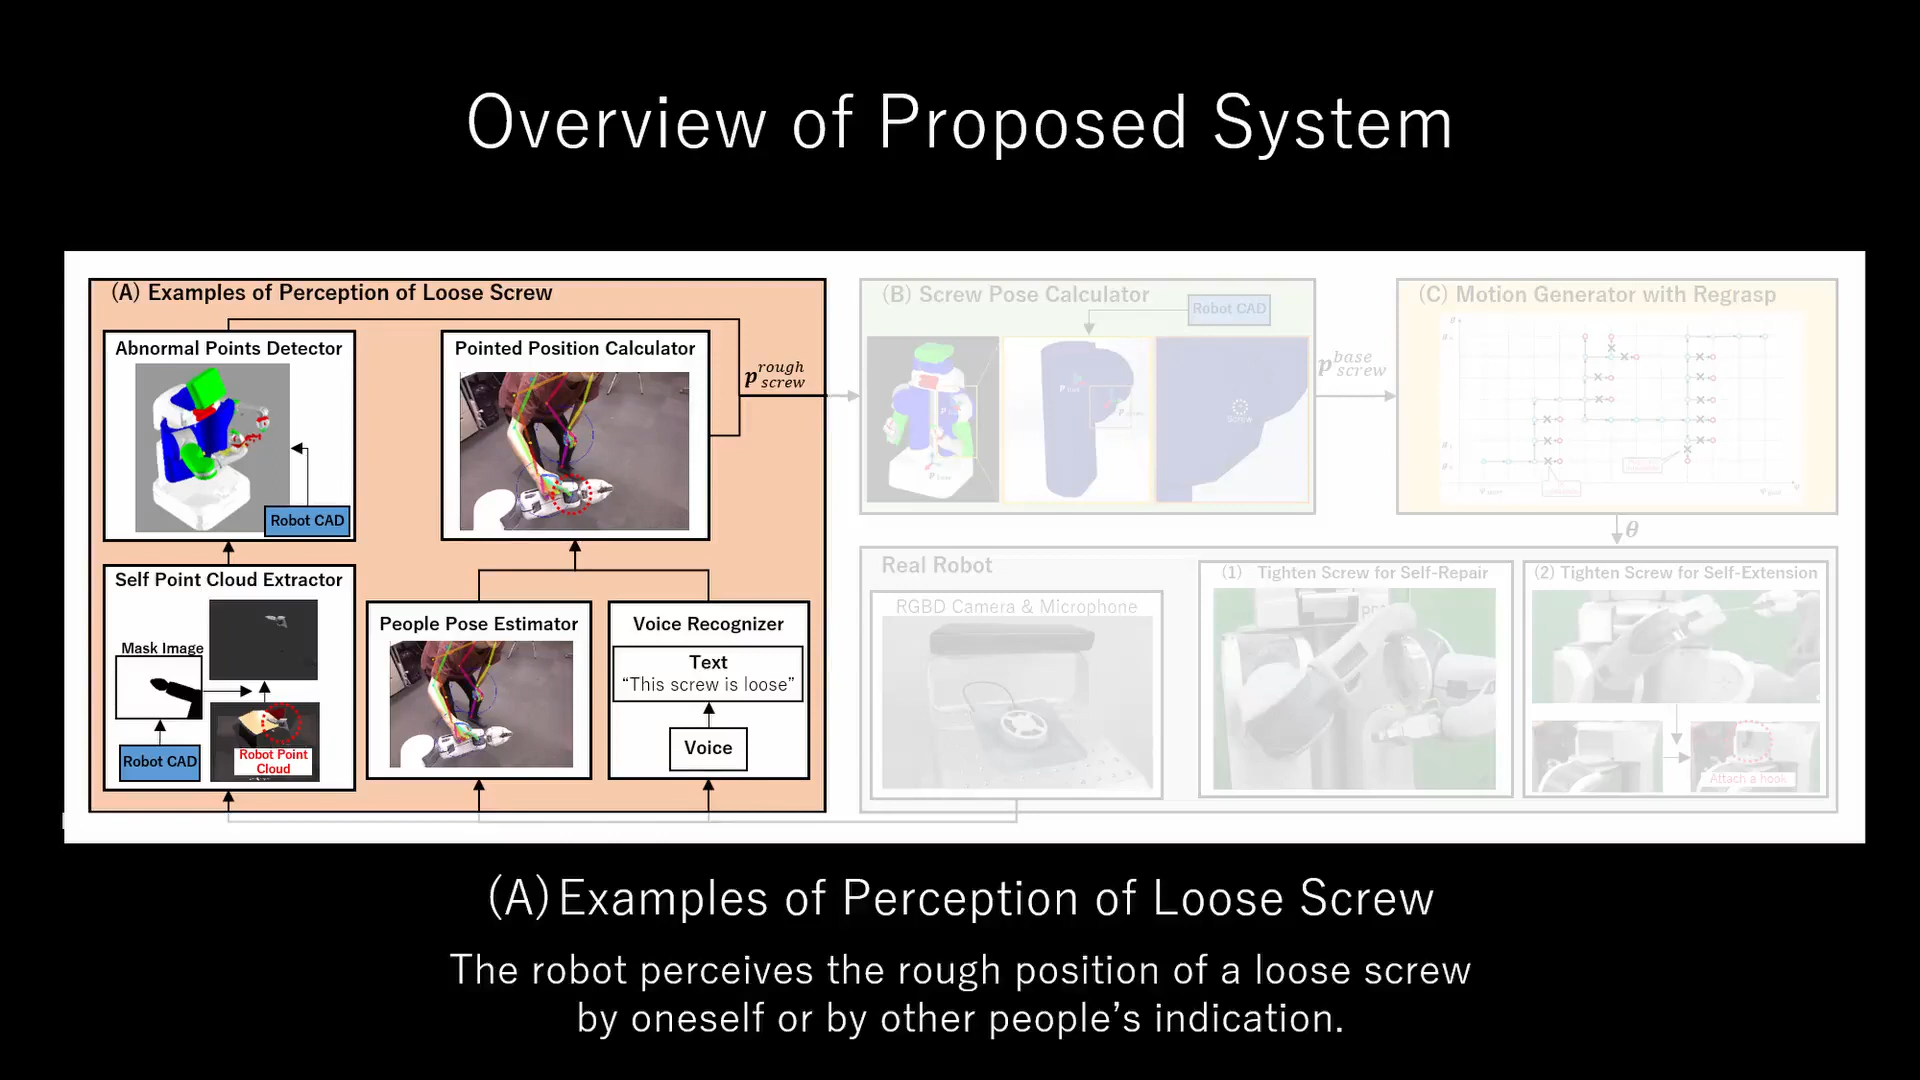 Overview of Proposed System
(A) Examples of Perception of Loose Screw
Abnormal Points Detector
Robot CAD
Pointed Position Calculator
p rough screw
Self Point Cloud Extractor
Mask Image
Robot CAD
Robot Point
Cloud
People Pose Estimator
Voice Recognizer
Text
“This screw is loose”
Voice
(B) Screw Pose Calculator
Robot CAD
Screw
p base screw
(C) Motion Generator with Regrasp
θ
Real Robot
RGBD Camera & Microphone
(1) Tighten Screw for Self-Repair
(2) Tighten Screw for Self-Extension
Attach a hook
(A) Examples of Perception of Loose Screw
The robot perceives the rough position of a loose screw
by oneself or by other people’s indication.